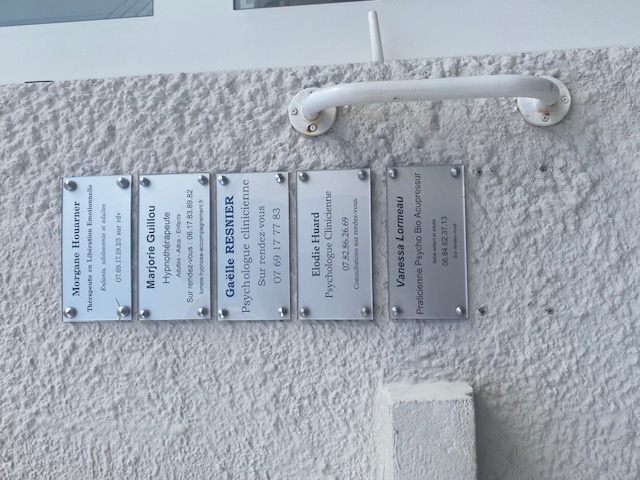 Morgane Houarner
Thérapeute en Libération Emotionnelle
Enfants, adolescents et adultes
07.69.11.19.23 sur rdv
Marjorie Guillou
Hypnothérapeute
Adultes - Ados - Enfants
Sur rendez-vous : 06.17.83.89.82
Gaëlle RESNIER
Psychologue clinicienne
Sur rendez-vous
07 69 17 77 83
Elodie Huard
Psychologue Clinicienne
07.82.86.26.69
Consultations sur rendez-vous
Vanessa Lormeau
Praticienne Psycho Bio Acupressur
06.84.62.37.13
Sur rendez-vous